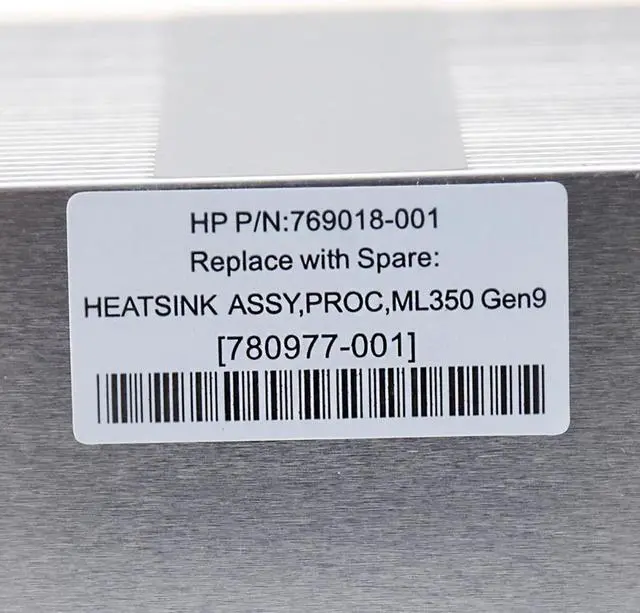 HP P/N:769018-001
Replace with Spare:
HEATSINK ASSY,PROC,ML350 Gen9
[780977-001]